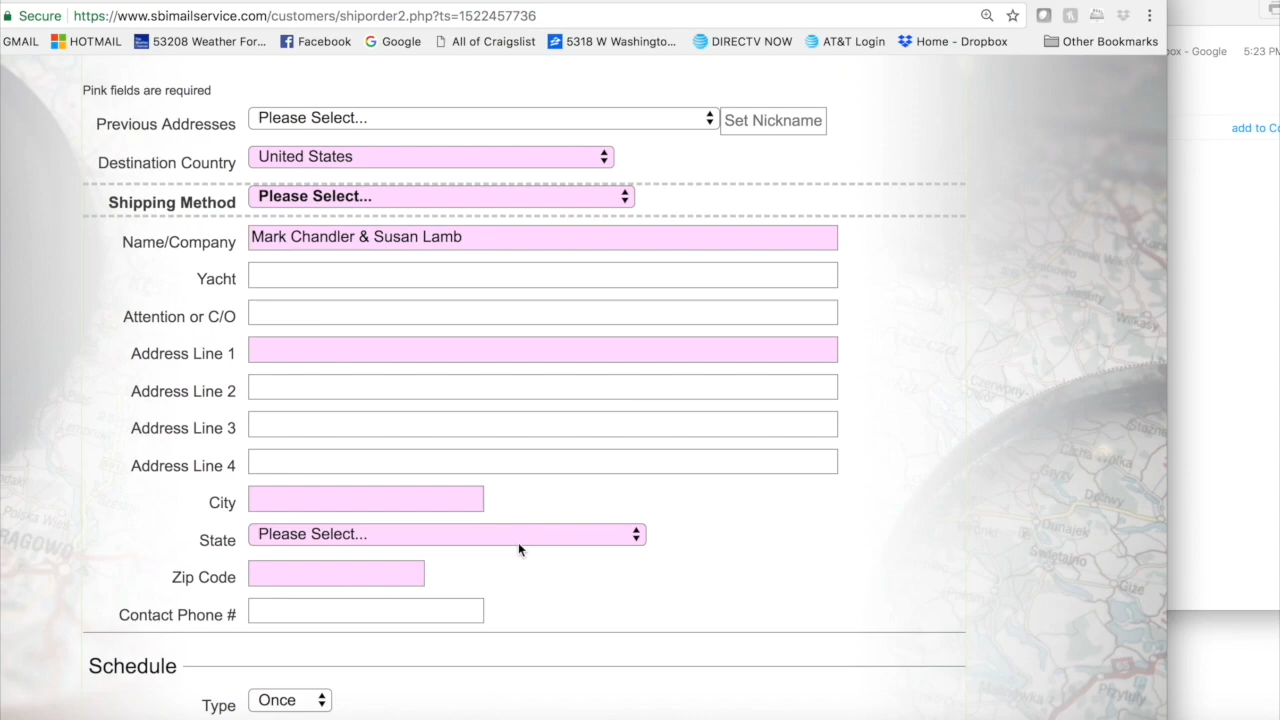 Secure https://www.sbimailservice.com/customers/shiporder2.php?ts=1522457736
GMAIL HOTMAIL 53208 Weather For... Facebook Google All of Craigslist 5318 W Washingto... DIRECTV NOW AT&T Login Home - Dropbox Other Bookmarks
box - Google 5:23 PM
add to Co
Pink fields are required
Previous Addresses Please Select... Set Nickname
Destination Country United States
Shipping Method Please Select...
Name/Company Mark Chandler & Susan Lamb
Yacht
Attention or C/O
Address Line 1
Address Line 2
Address Line 3
Address Line 4
City
State Please Select...
Zip Code
Contact Phone #
Schedule
Type Once